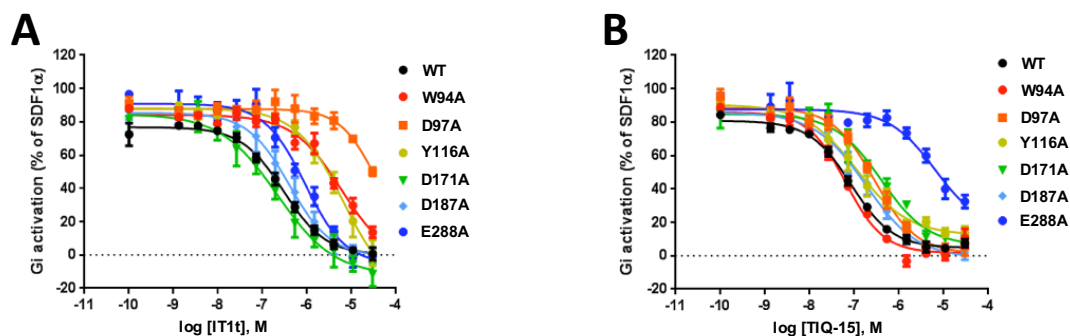 A
Gi activation (% of SDF1α)
120
100
80
60
40
20
0
-20
-11
-10
-9
-8
-7
-6
-5
-4
log [IT1t], M
WT
W94A
D97A
Y116A
D171A
D187A
E288A
B
Gi activation (% of SDF1α)
120
100
80
60
40
20
0
-20
-11
-10
-9
-8
-7
-6
-5
-4
log [TIQ-15], M
WT
W94A
D97A
Y116A
D171A
D187A
E288A